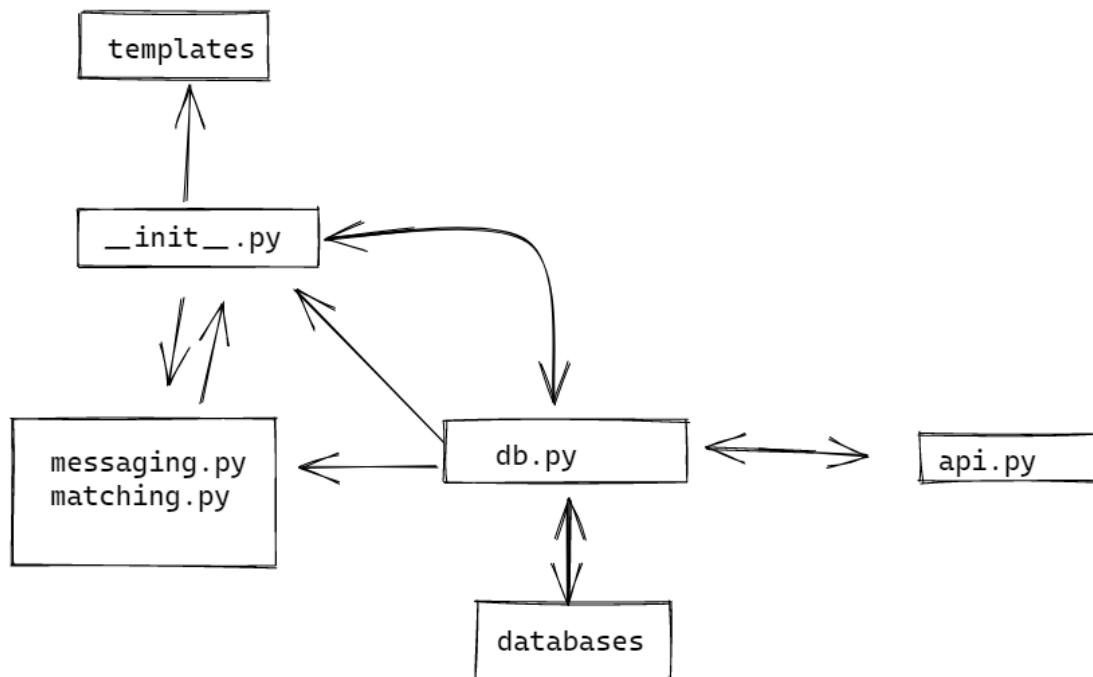 templates
__init__.py
messaging.py
matching.py
db.py
api.py
databases